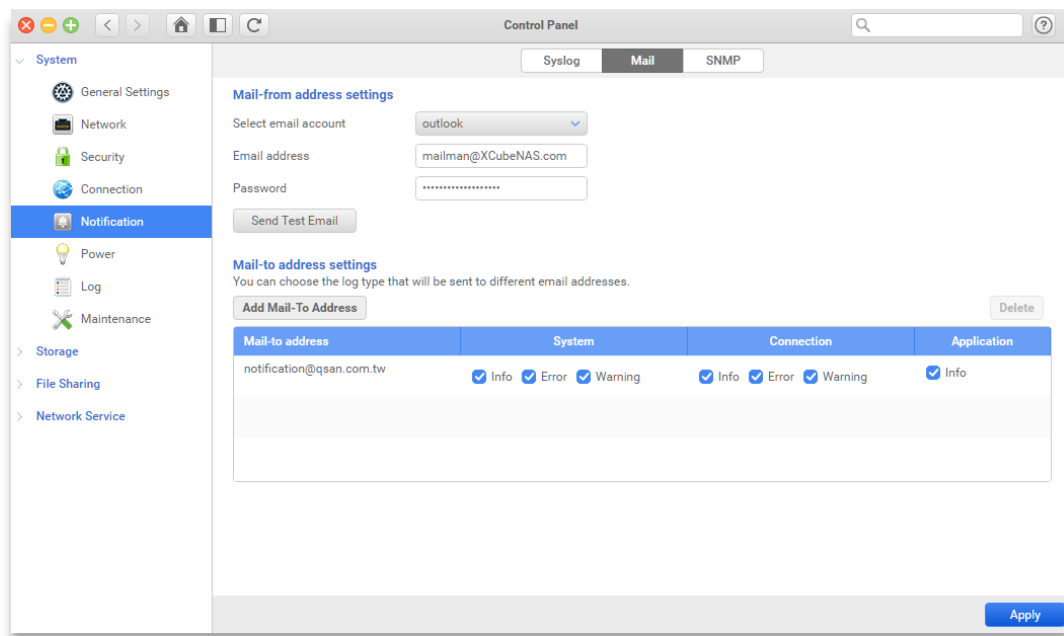 Control Panel
System
General Settings
Network
Security
Connection
Notification
Power
Log
Maintenance
Storage
File Sharing
Network Service
Syslog Mail SNMP
Mail-from address settings
Select email account outlook
Email address mailman@XCubeNAS.com
Password ••••••••••••••••••
Send Test Email
Mail-to address settings
You can choose the log type that will be sent to different email addresses.
Add Mail-To Address Delete
Mail-to address System Connection Application
notification@qsan.com.tw Info Error Warning Info Error Warning Info
Apply